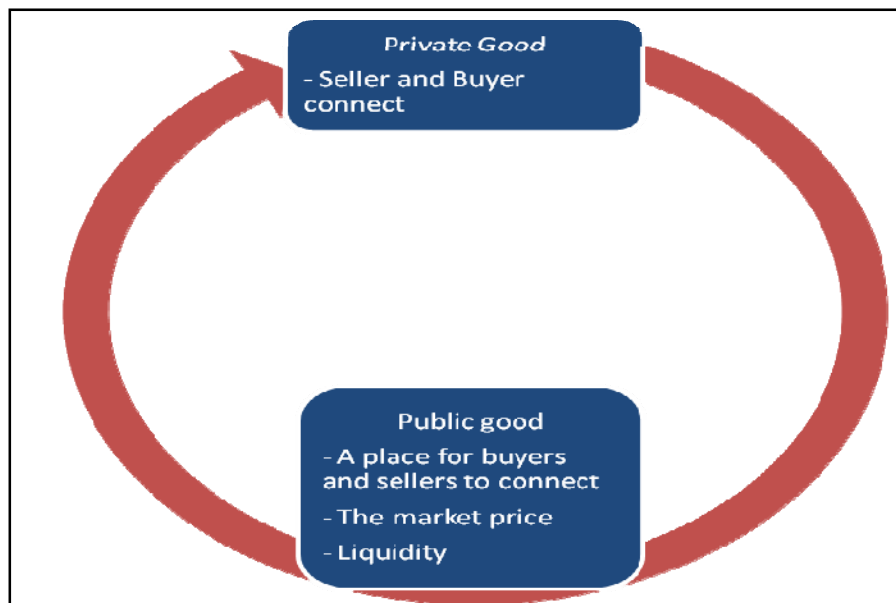 Private Good
- Seller and Buyer
connect
Public good
- A place for buyers
and sellers to connect
- The market price
- Liquidity